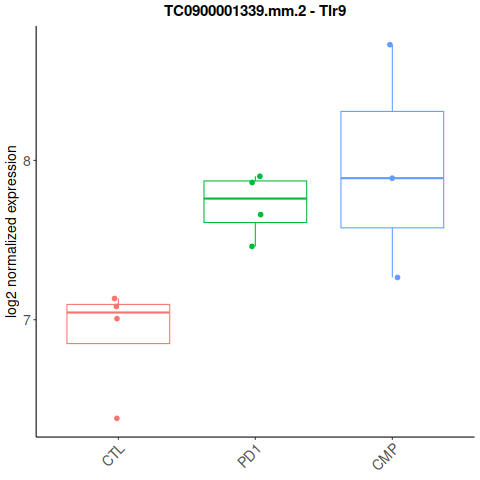 TC0900001339.mm.2 - Tlr9
log2 normalized expression
8
7
CTL
PD1
CMP